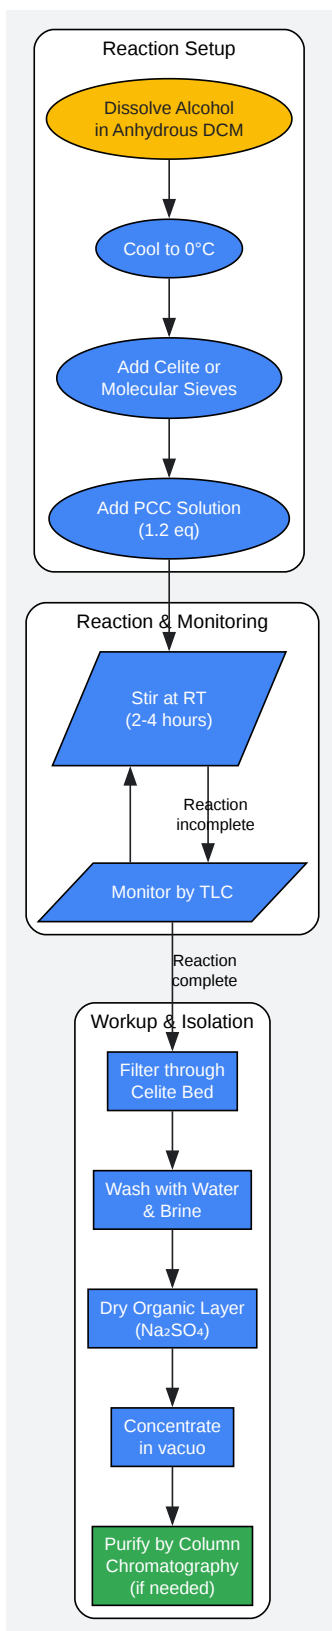 Reaction Setup
Dissolve Alcohol
in Anhydrous DCM
Cool to 0°C
Add Celite or
Molecular Sieves
Add PCC Solution
(1.2 eq)
Reaction & Monitoring
Stir at RT
(2-4 hours)
Reaction
incomplete
Monitor by TLC
Reaction
complete
Workup & Isolation
Filter through
Celite Bed
Wash with Water
& Brine
Dry Organic Layer
(Na₂SO₄)
Concentrate
in vacuo
Purify by Column
Chromatography
(if needed)